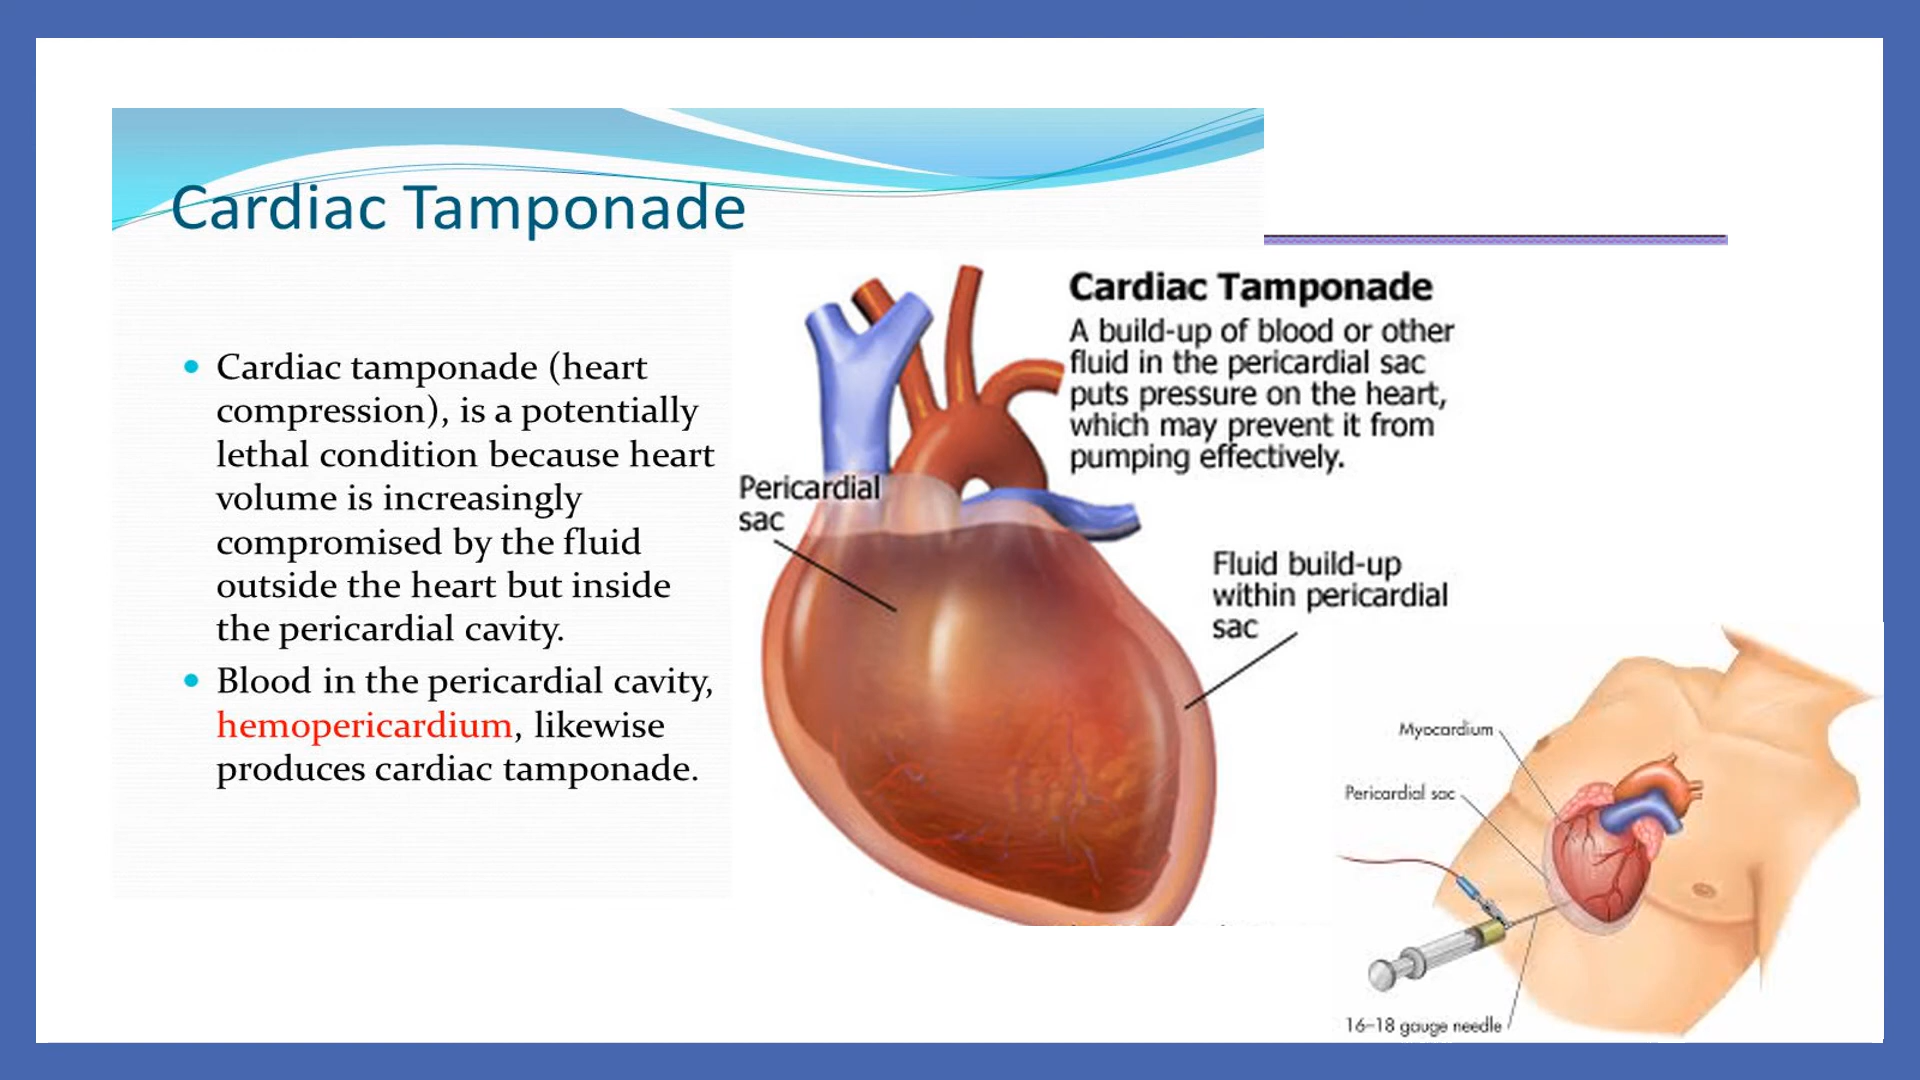 Cardiac Tamponade
Cardiac tamponade (heart
compression), is a potentially
lethal condition because heart
volume is increasingly
compromised by the fluid
outside the heart but inside
the pericardial cavity.
Blood in the pericardial cavity,
hemopericardium, likewise
produces cardiac tamponade.
Cardiac Tamponade
A build-up of blood or other
fluid in the pericardial sac
puts pressure on the heart,
which may prevent it from
pumping effectively.
Pericardial
sac
Fluid build-up
within pericardial
sac
Myocardium
Pericardial sac
16–18 gauge needle